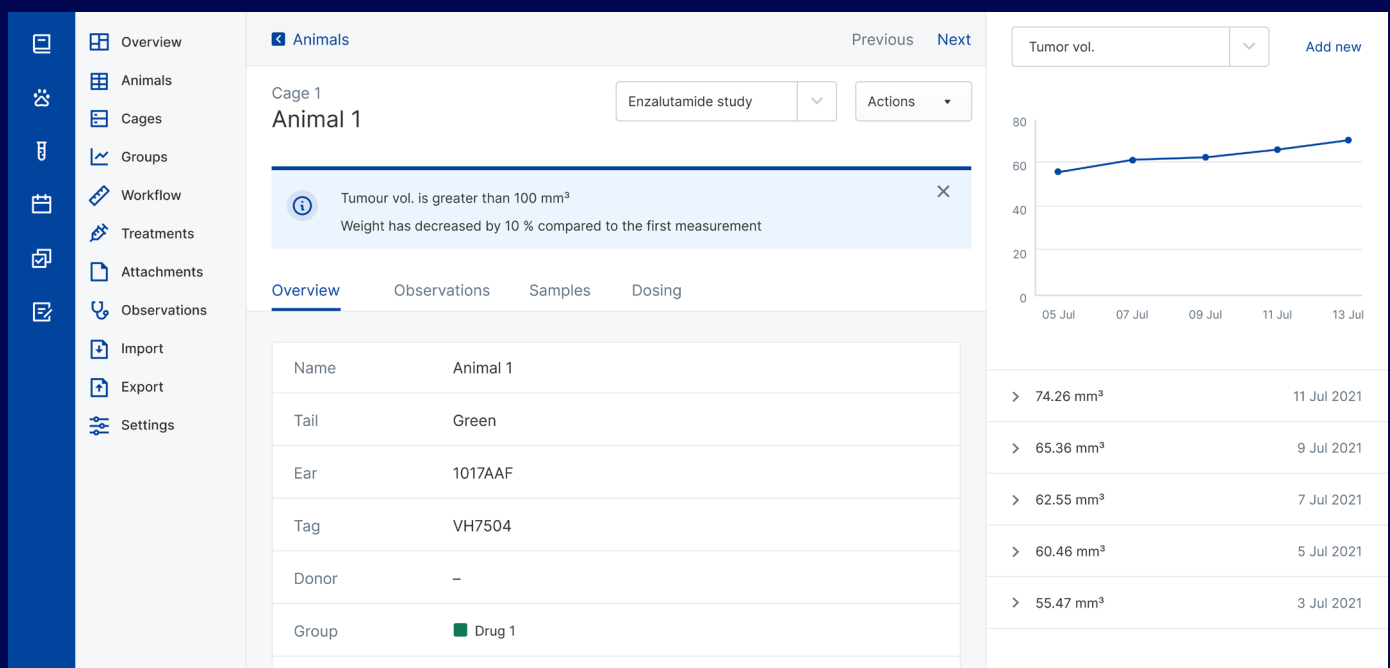 Overview
Animals
Cages
Groups
Workflow
Treatments
Attachments
Observations
Import
Export
Settings
Animals
Previous Next
Cage 1
Animal 1
Enzalutamide study
Actions
Tumour vol. is greater than 100 mm³
Weight has decreased by 10 % compared to the first measurement
Overview Observations Samples Dosing
Name Animal 1
Tail Green
Ear 1017AAF
Tag VH7504
Donor –
Group Drug 1
Tumor vol.
Add new
80
60
40
20
0
05 Jul 07 Jul 09 Jul 11 Jul 13 Jul
74.26 mm³ 11 Jul 2021
65.36 mm³ 9 Jul 2021
62.55 mm³ 7 Jul 2021
60.46 mm³ 5 Jul 2021
55.47 mm³ 3 Jul 2021